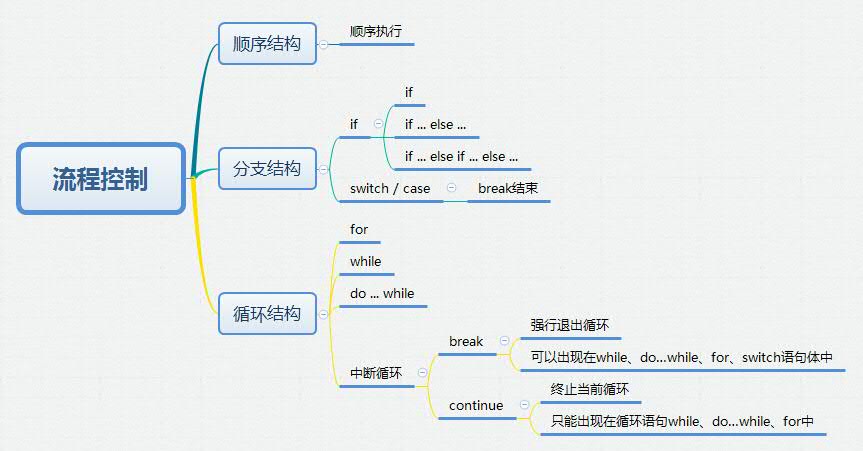 流程控制
顺序结构
顺序执行
分支结构
if
if
if ... else ...
if ... else if ... else ...
switch / case
break结束
循环结构
for
while
do ... while
中断循环
break
强行退出循环
可以出现在while、do...while、for、switch语句体中
continue
终止当前循环
只能出现在循环语句while、do...while、for中